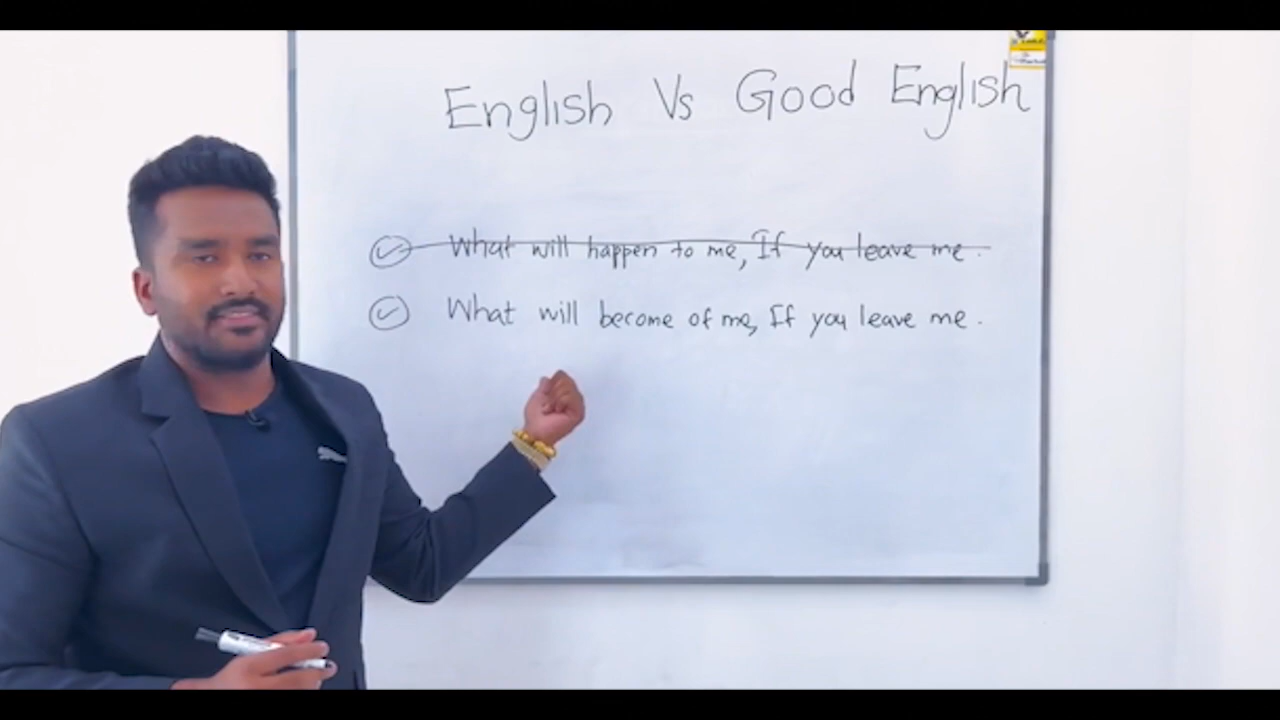 English Vs Good English
What will happen to me, If you leave me.
What will become of me, If you leave me.